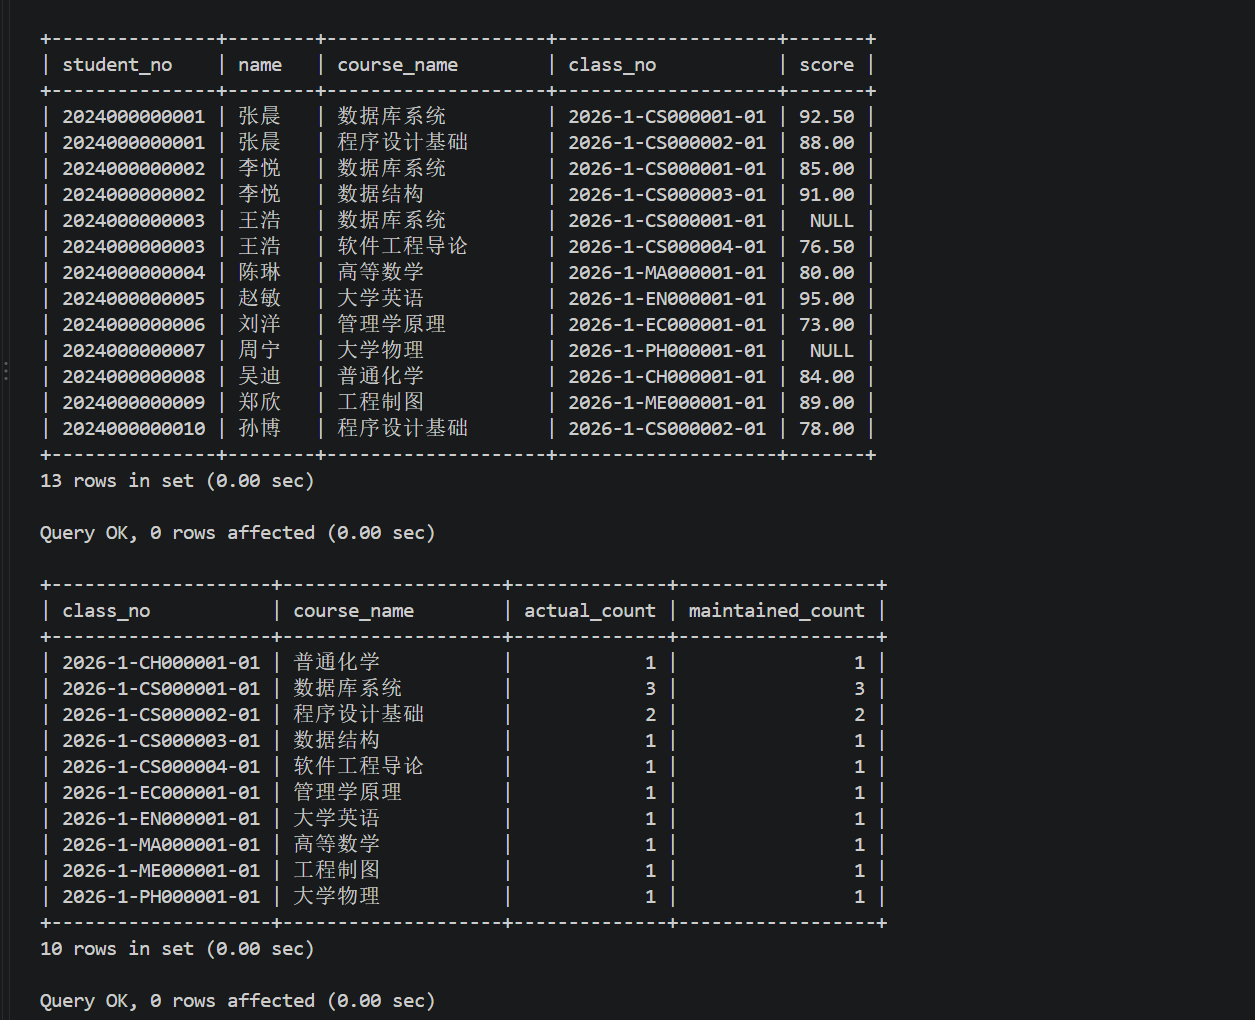 +---------------+--------+--------------------+--------------------+-------+
| student_no    | name   | course_name        | class_no           | score |
+---------------+--------+--------------------+--------------------+-------+
| 2024000000001 | 张晨   | 数据库系统         | 2026-1-CS000001-01 | 92.50 |
| 2024000000001 | 张晨   | 程序设计基础       | 2026-1-CS000002-01 | 88.00 |
| 2024000000002 | 李悦   | 数据库系统         | 2026-1-CS000001-01 | 85.00 |
| 2024000000002 | 李悦   | 数据结构           | 2026-1-CS000003-01 | 91.00 |
| 2024000000003 | 王浩   | 数据库系统         | 2026-1-CS000001-01 |  NULL |
| 2024000000003 | 王浩   | 软件工程导论       | 2026-1-CS000004-01 | 76.50 |
| 2024000000004 | 陈琳   | 高等数学           | 2026-1-MA000001-01 | 80.00 |
| 2024000000005 | 赵敏   | 大学英语           | 2026-1-EN000001-01 | 95.00 |
| 2024000000006 | 刘洋   | 管理学原理         | 2026-1-EC000001-01 | 73.00 |
| 2024000000007 | 周宁   | 大学物理           | 2026-1-PH000001-01 |  NULL |
| 2024000000008 | 吴迪   | 普通化学           | 2026-1-CH000001-01 | 84.00 |
| 2024000000009 | 郑欣   | 工程制图           | 2026-1-ME000001-01 | 89.00 |
| 2024000000010 | 孙博   | 程序设计基础       | 2026-1-CS000002-01 | 78.00 |
+---------------+--------+--------------------+--------------------+-------+
13 rows in set (0.00 sec)
Query OK, 0 rows affected (0.00 sec)
+--------------------+--------------------+--------------+------------------+
| class_no           | course_name        | actual_count | maintained_count |
+--------------------+--------------------+--------------+------------------+
| 2026-1-CH000001-01 | 普通化学           |            1 |                1 |
| 2026-1-CS000001-01 | 数据库系统         |            3 |                3 |
| 2026-1-CS000002-01 | 程序设计基础       |            2 |                2 |
| 2026-1-CS000003-01 | 数据结构           |            1 |                1 |
| 2026-1-CS000004-01 | 软件工程导论       |            1 |                1 |
| 2026-1-EC000001-01 | 管理学原理         |            1 |                1 |
| 2026-1-EN000001-01 | 大学英语           |            1 |                1 |
| 2026-1-MA000001-01 | 高等数学           |            1 |                1 |
| 2026-1-ME000001-01 | 工程制图           |            1 |                1 |
| 2026-1-PH000001-01 | 大学物理           |            1 |                1 |
+--------------------+--------------------+--------------+------------------+
10 rows in set (0.00 sec)
Query OK, 0 rows affected (0.00 sec)